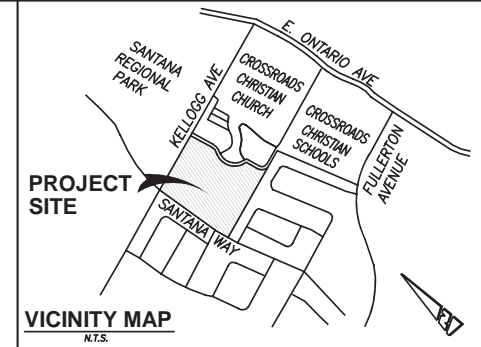 SANTANA
REGIONAL
PARK
E. ONTARIO AVE
KELLOGG AVE
CROSSROADS
CHRISTIAN
CHURCH
CROSSROADS
CHRISTIAN
SCHOOLS
FULLERTON
AVENUE
PROJECT
SITE
SANTANA WAY
VICINITY MAP
N.T.S.